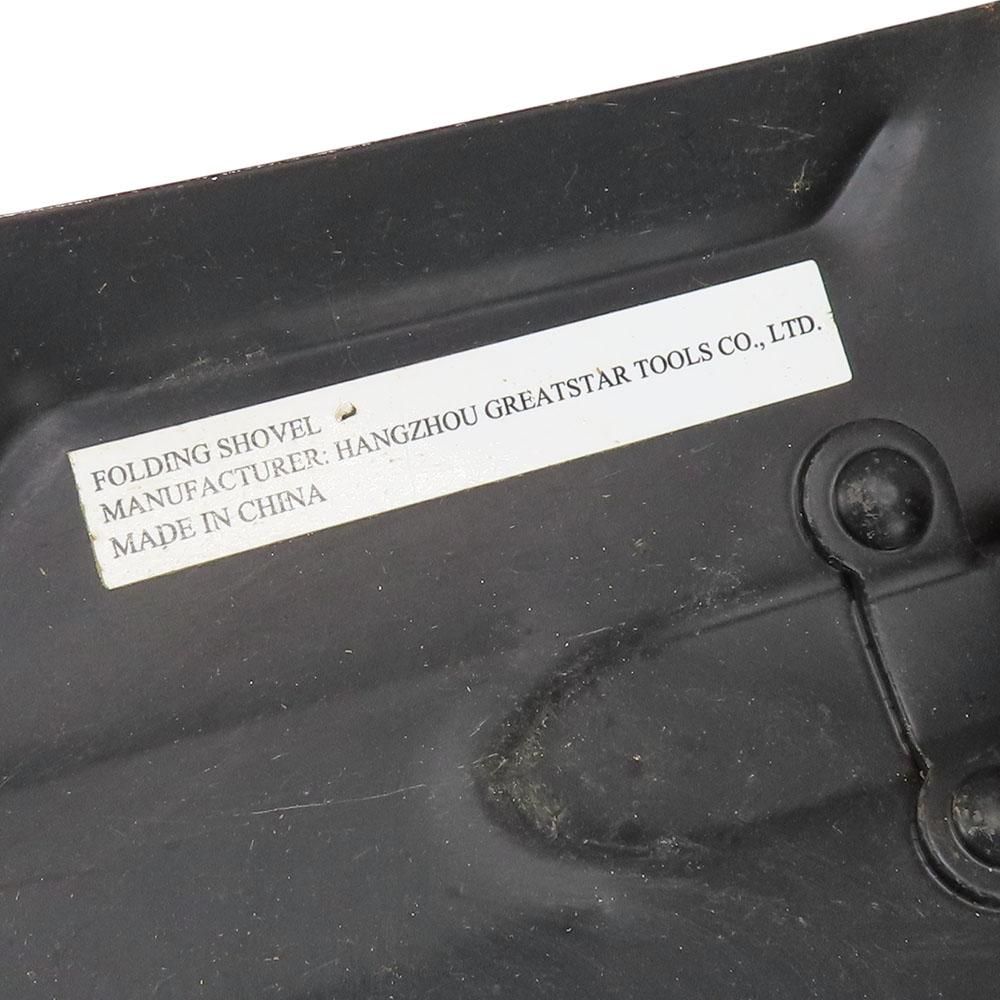 FOLDING SHOVEL
MANUFACTURER: HANGZHOU GREATSTAR TOOLS CO., LTD.
MADE IN CHINA